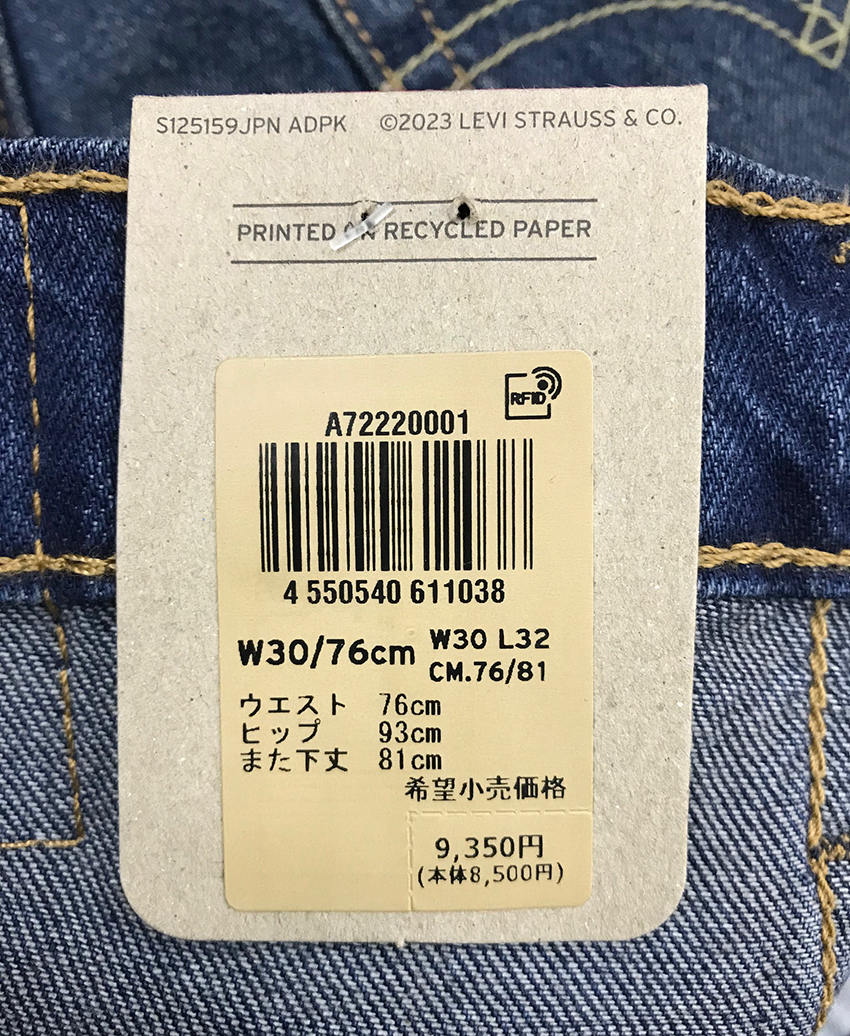 S125159JPN ADPK ©2023 LEVI STRAUSS & CO.
PRINTED ON RECYCLED PAPER
RFID
A72220001
4 550540 611038
W30/76cm W30 L32
CM.76/81
ウエスト 76cm
ヒップ 93cm
また下丈 81cm
希望小売価格
9,350円
(本体8,500円)